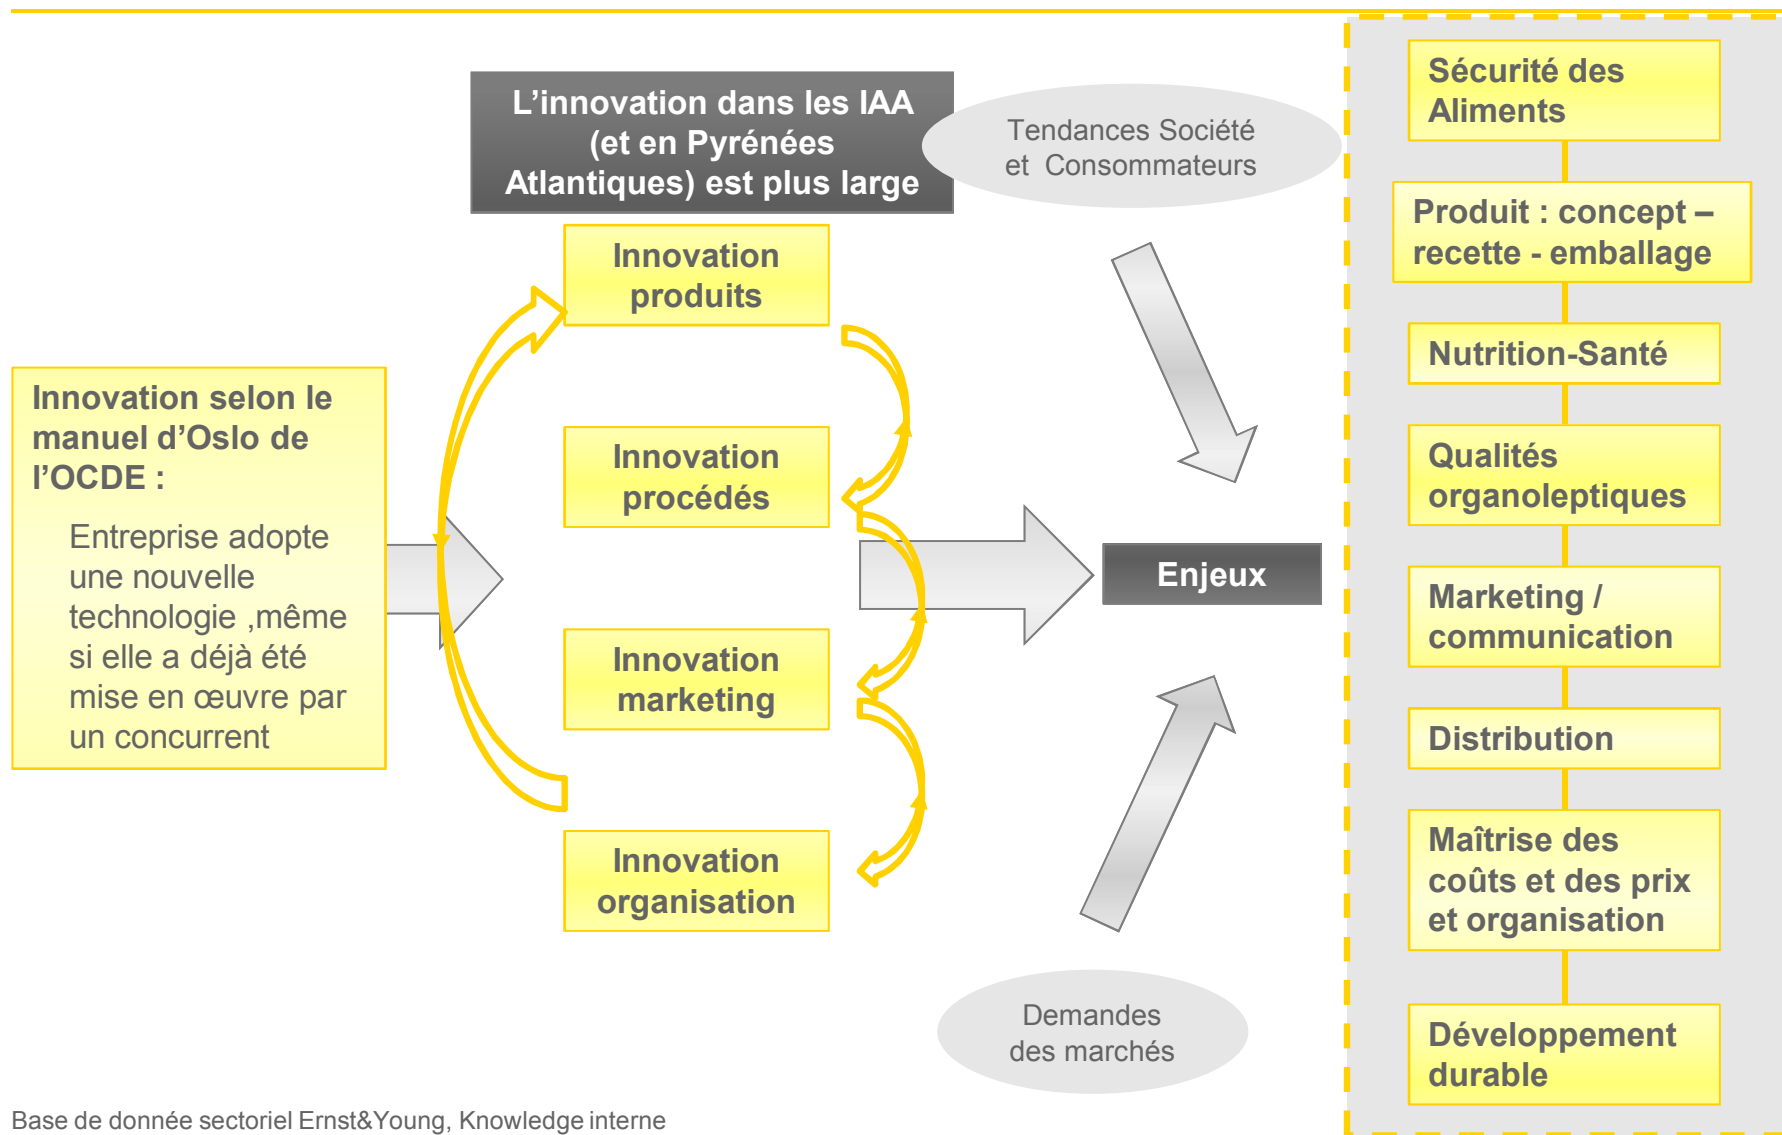 L'innovation dans les IAA
(et en Pyrénées
Atlantiques) est plus large
Tendances Société
et Consommateurs
Innovation selon le
manuel d'Oslo de
l'OCDE :
Entreprise adopte
une nouvelle
technologie ,même
si elle a déjà été
mise en œuvre par
un concurrent
Innovation
produits
Innovation
procédés
Innovation
marketing
Innovation
organisation
Enjeux
Demandes
des marchés
Sécurité des
Aliments
Produit : concept –
recette - emballage
Nutrition-Santé
Qualités
organoleptiques
Marketing /
communication
Distribution
Maîtrise des
coûts et des prix
et organisation
Développement
durable
Base de donnée sectoriel Ernst&Young, Knowledge interne